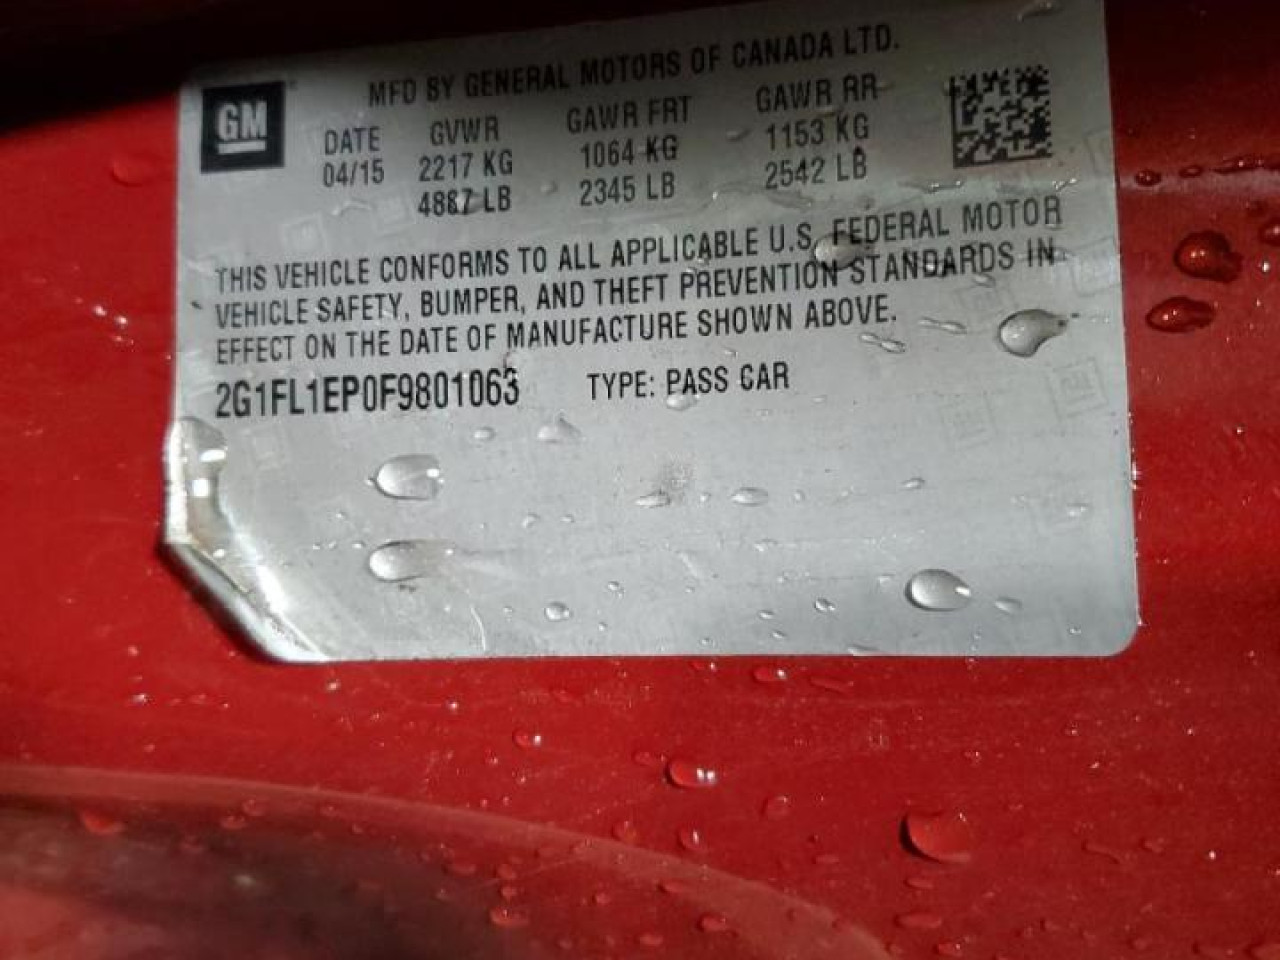 GM
MFD BY GENERAL MOTORS OF CANADA LTD.
DATE GVWR GAWR FRT GAWR RR
04/15 2217 KG 1064 KG 1153 KG
4887 LB 2345 LB 2542 LB
THIS VEHICLE CONFORMS TO ALL APPLICABLE U.S. FEDERAL MOTOR
VEHICLE SAFETY, BUMPER, AND THEFT PREVENTION STANDARDS IN
EFFECT ON THE DATE OF MANUFACTURE SHOWN ABOVE.
2G1FL1EP0F9801063 TYPE: PASS CAR